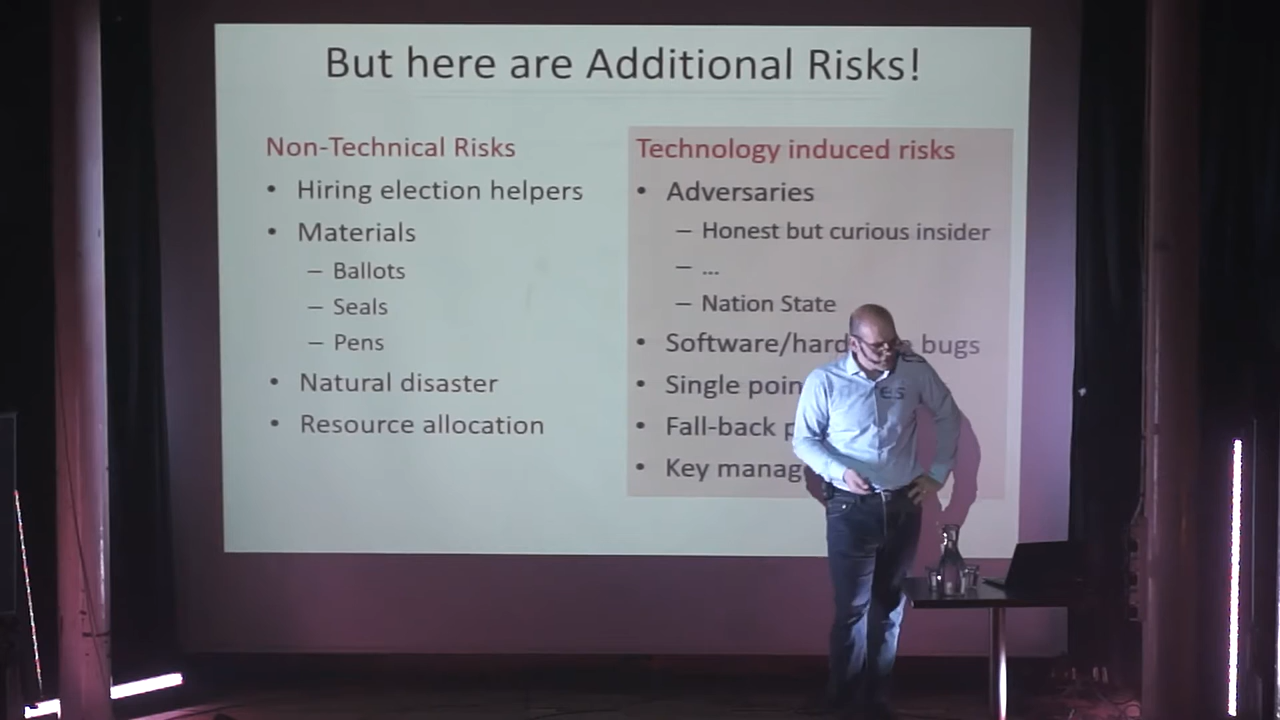 But here are Additional Risks!
Non-Technical Risks
• Hiring election helpers
• Materials
– Ballots
– Seals
– Pens
• Natural disaster
• Resource allocation
Technology induced risks
• Adversaries
– Honest but curious insider
– ...
– Nation State
• bugs
• Single
• Fall-back
• Key